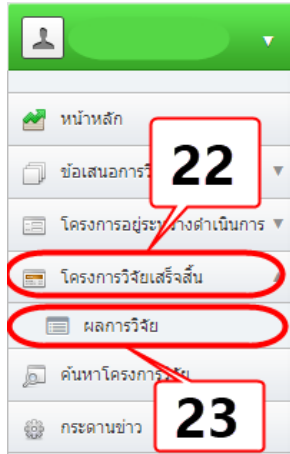 หน้าหลัก
ข้อเสนอการวิ
22
โครงการอยู่ระหว่างดำเนินการ
โครงการวิจัยเสร็จสิ้น
ผลการวิจัย
ค้นหาโครงการวิจัย
23
กระดานข่าว